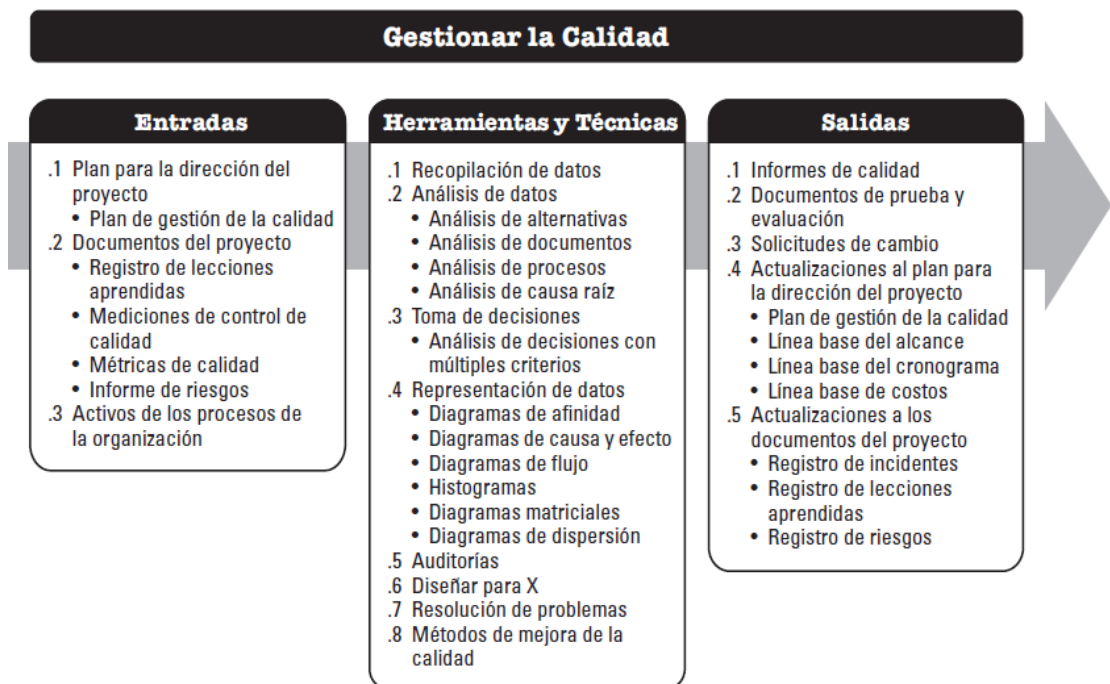 Gestionar la Calidad
Entradas
.1 Plan para la dirección del
proyecto
• Plan de gestión de la calidad
.2 Documentos del proyecto
• Registro de lecciones
aprendidas
• Mediciones de control de
calidad
• Métricas de calidad
• Informe de riesgos
.3 Activos de los procesos de
la organización
Herramientas y Técnicas
.1 Recopilación de datos
.2 Análisis de datos
• Análisis de alternativas
• Análisis de documentos
• Análisis de procesos
• Análisis de causa raíz
.3 Toma de decisiones
• Análisis de decisiones con
múltiples criterios
.4 Representación de datos
• Diagramas de afinidad
• Diagramas de causa y efecto
• Diagramas de flujo
• Histogramas
• Diagramas matriciales
• Diagramas de dispersión
.5 Auditorías
.6 Diseñar para X
.7 Resolución de problemas
.8 Métodos de mejora de la
calidad
Salidas
.1 Informes de calidad
.2 Documentos de prueba y
evaluación
.3 Solicitudes de cambio
.4 Actualizaciones al plan para
la dirección del proyecto
• Plan de gestión de la calidad
• Línea base del alcance
• Línea base del cronograma
• Línea base de costos
.5 Actualizaciones a los
documentos del proyecto
• Registro de incidentes
• Registro de lecciones
aprendidas
• Registro de riesgos